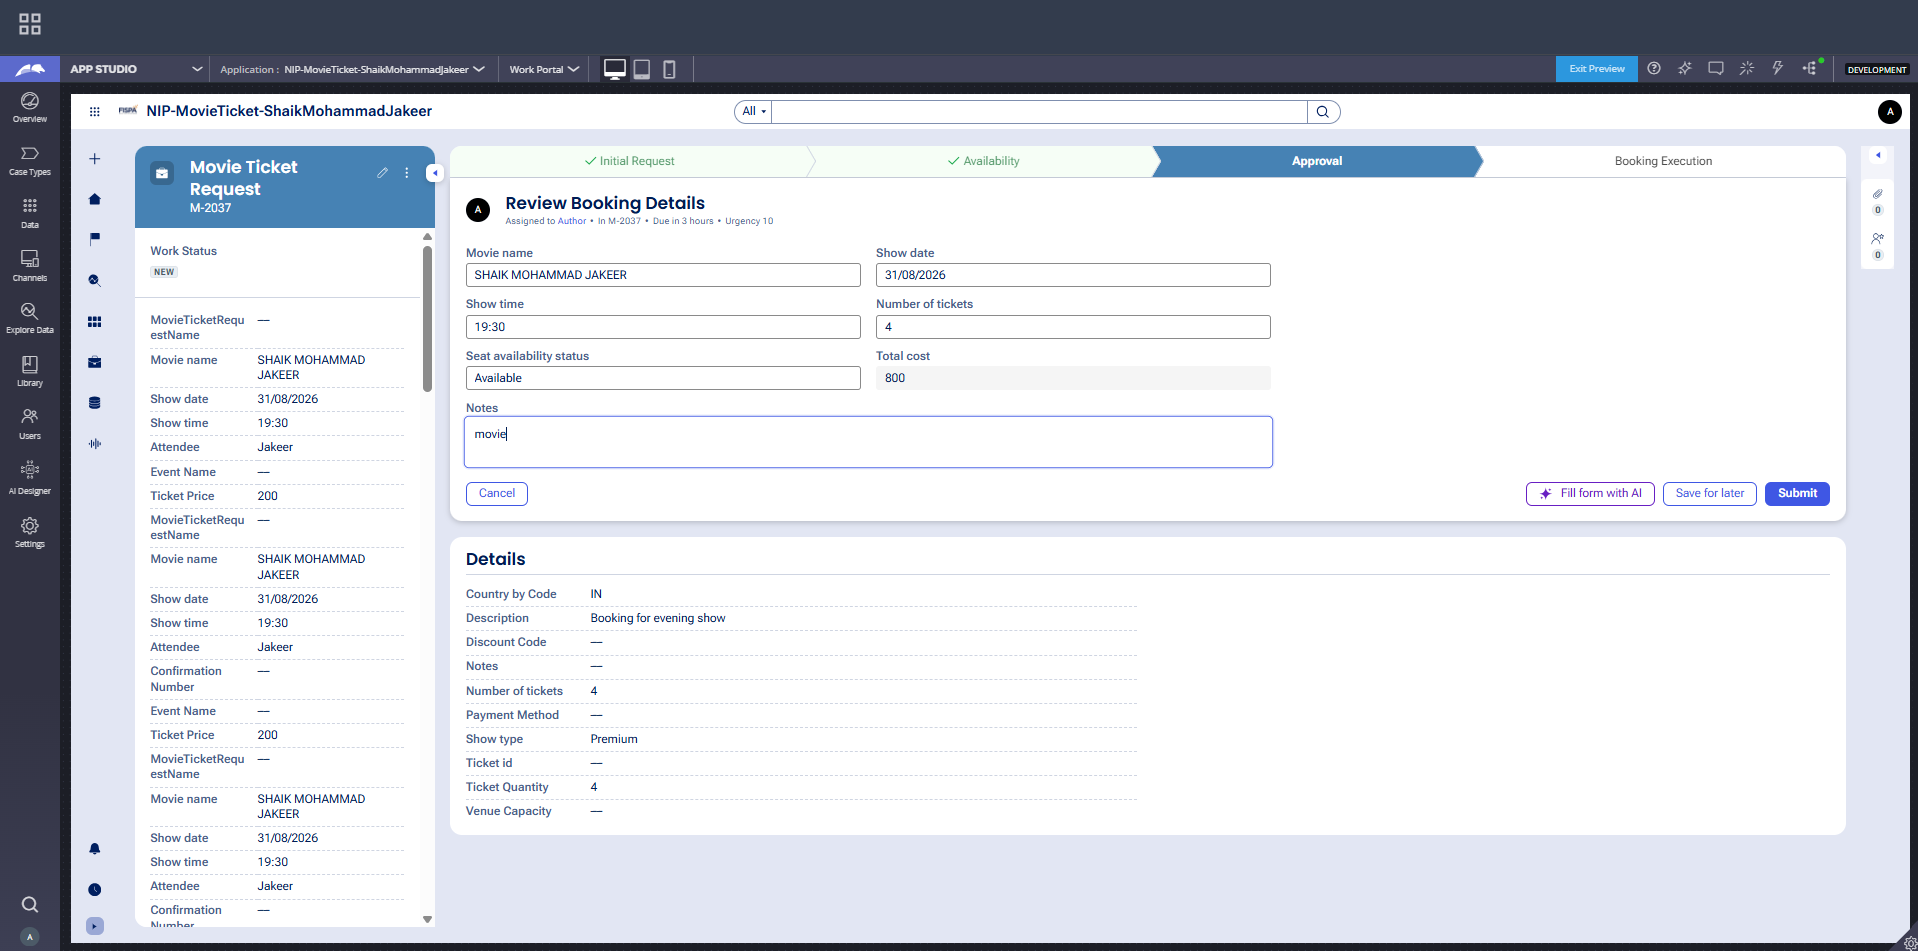 APP STUDIO
Application : NIP-MovieTicket-ShaikMohammadJakeer
Work Portal
Exit Preview
DEVELOPMENT
Overview
Case Types
Data
Channels
Explore Data
Library
Users
AI Designer
Settings
A
NIP-MovieTicket-ShaikMohammadJakeer
All
A
Movie Ticket
Request
M-2037
Work Status
NEW
MovieTicketRequ
estName
––
Movie name
SHAIK MOHAMMAD
JAKEER
Show date 31/08/2026
Show time 19:30
Attendee Jakeer
Event Name ––
Ticket Price 200
MovieTicketRequ
estName
––
Movie name
SHAIK MOHAMMAD
JAKEER
Show date 31/08/2026
Show time 19:30
Attendee Jakeer
Confirmation
Number
––
Event Name ––
Ticket Price 200
MovieTicketRequ
estName
––
Movie name
SHAIK MOHAMMAD
JAKEER
Show date 31/08/2026
Show time 19:30
Attendee Jakeer
Confirmation
Number
––
Initial Request
Availability
Approval
Booking Execution
A
Review Booking Details
Assigned to Author • In M-2037 • Due in 3 hours • Urgency 10
Movie name
SHAIK MOHAMMAD JAKEER
Show date
31/08/2026
Show time
19:30
Number of tickets
4
Seat availability status
Available
Total cost
800
Notes
movie
Cancel
Fill form with AI
Save for later
Submit
Details
Country by Code IN
Description Booking for evening show
Discount Code ––
Notes ––
Number of tickets 4
Payment Method ––
Show type Premium
Ticket id ––
Ticket Quantity 4
Venue Capacity ––
0
0